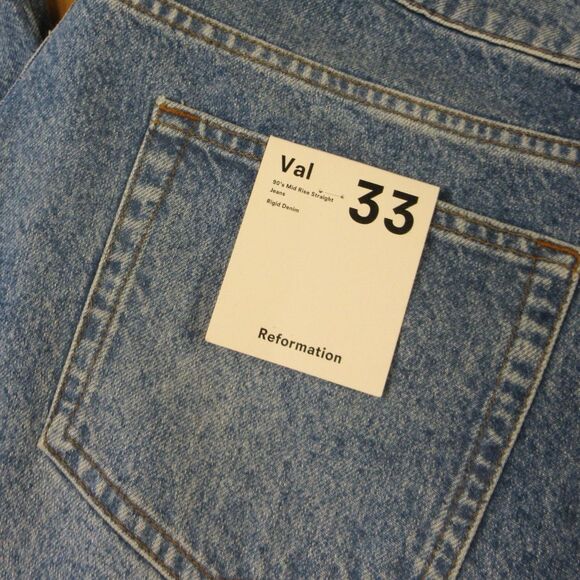 Val
33
90's Mid Rise Straight
Jeans
Rigid Denim
Reformation